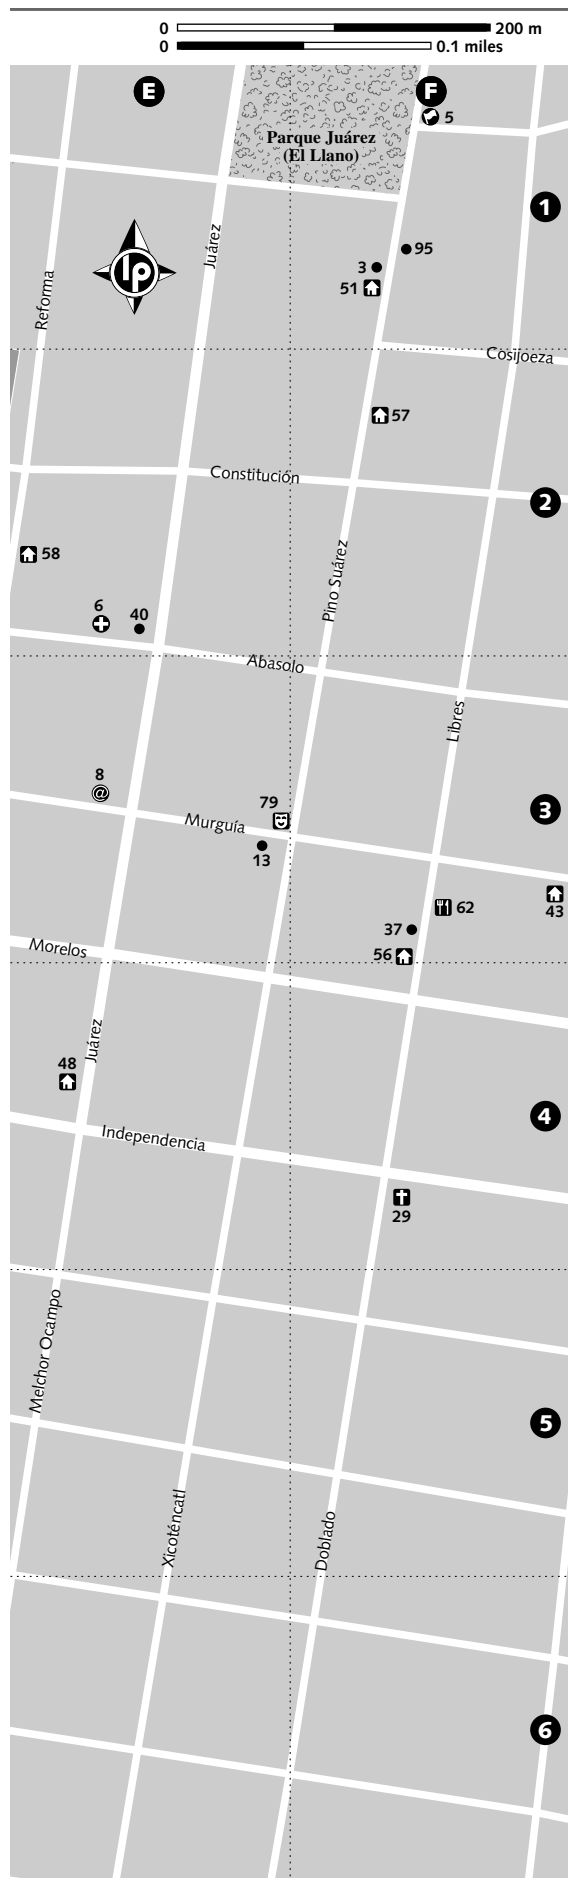 0 200 m
0 0.1 miles
E F
5
Parque Juárez
(El Llano)
1
Juárez
95
3
51
Reforma
lp
Cosijoeza
57
Constitución
2
58
Pino Suárez
6 40
Abasolo
Libres
8
@
79
3
Murguía
13
62
43
37
Morelos
56
Juárez
48
4
Independencia
29
Melchor Ocampo
5
Xicoténcatl
Doblado
6